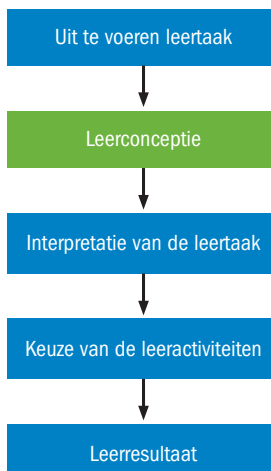 Uit te voeren leertaak
Leerconceptie
Interpretatie van de leertaak
Keuze van de leeractiviteiten
Leerresultaat